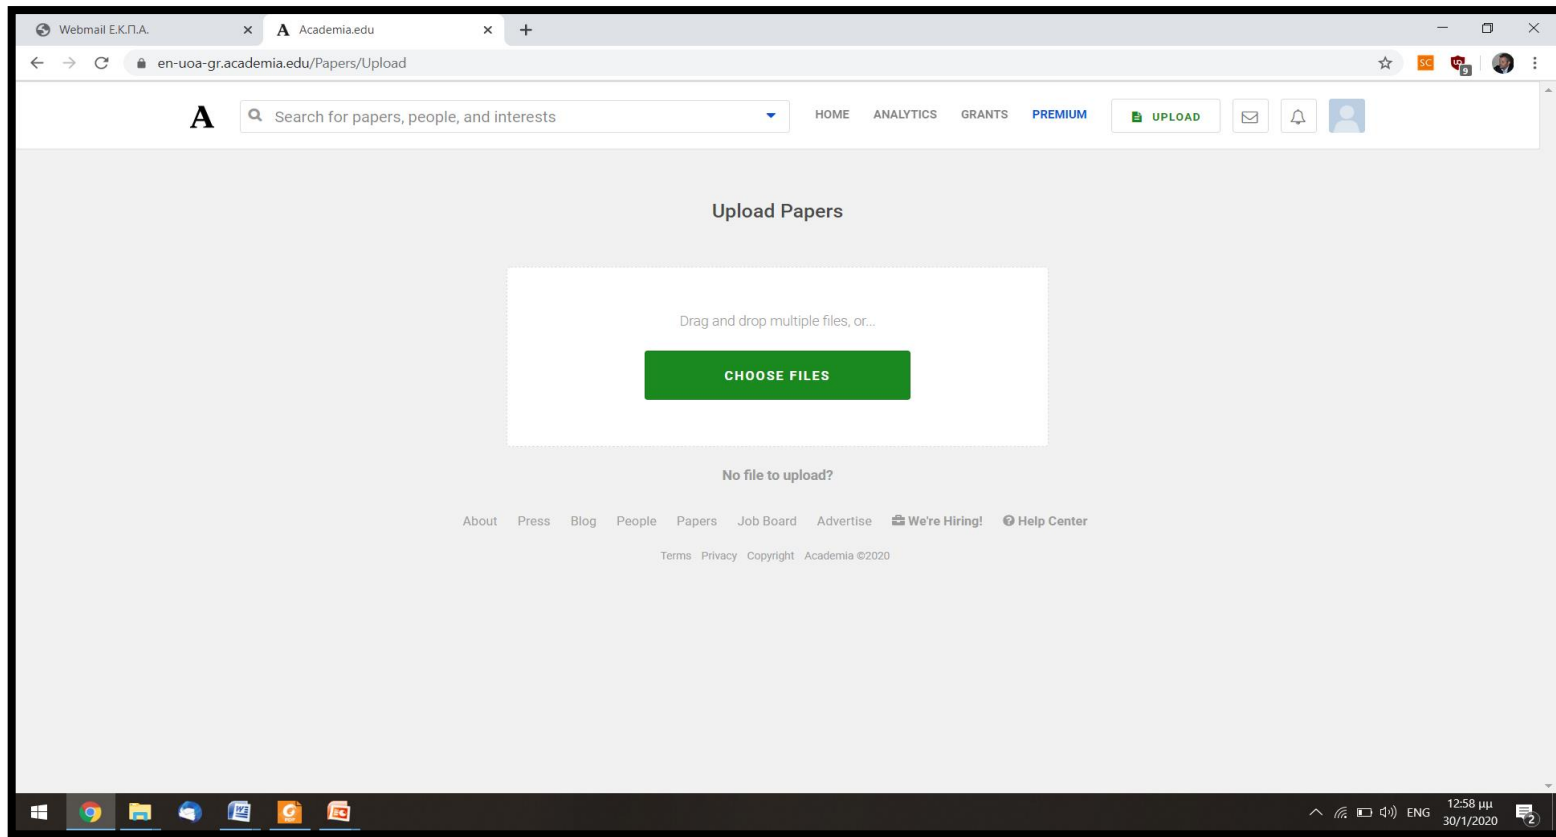 Webmail Ε.Κ.Π.Α. A Academia.edu
en-uoa-gr.academia.edu/Papers/Upload SC 9
A Search for papers, people, and interests HOME ANALYTICS GRANTS PREMIUM UPLOAD
Upload Papers
Drag and drop multiple files, or...
CHOOSE FILES
No file to upload?
About Press Blog People Papers Job Board Advertise We're Hiring! Help Center
Terms Privacy Copyright Academia ©2020
ENG 12:58 μμ
30/1/2020 2